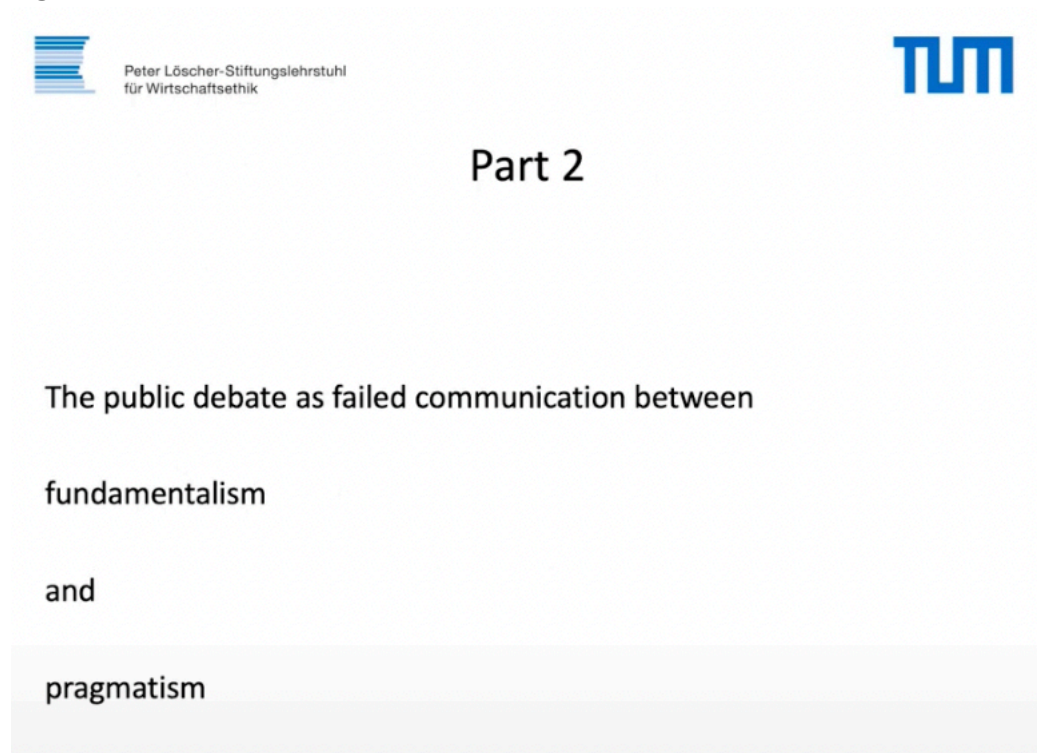 Peter Löscher-Stiftungslehrstuhl
für Wirtschaftsethik
TUM
Part 2
The public debate as failed communication between
fundamentalism
and
pragmatism